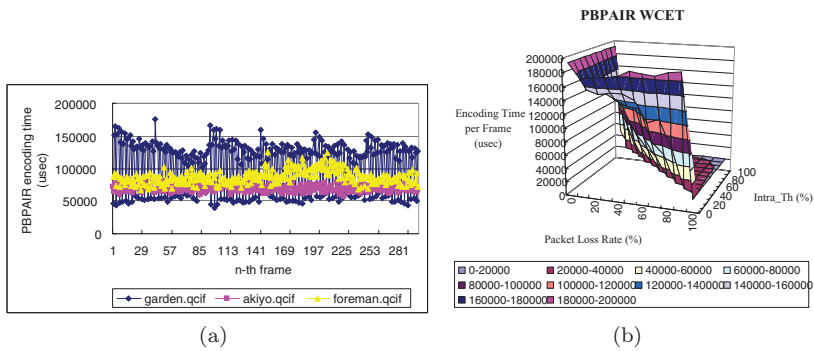 200000
150000
100000
50000
0
PBPAIR encoding time
(usec)
1 29 57 85 113 141 169 197 225 253 281
n-th frame
garden.qcif akiyo.qcif foreman.qcif
(a)
PBPAIR WCET
200000
180000
160000
140000
120000
100000
80000
60000
40000
20000
0
Encoding Time
per Frame
(usec)
0 20 40 60 80 100
Packet Loss Rate (%)
0 20 40 60 80 100
Intra_Th (%)
0-20000 20000-40000 40000-60000 60000-80000
80000-100000 100000-120000 120000-140000 140000-160000
160000-180000 180000-200000
(b)